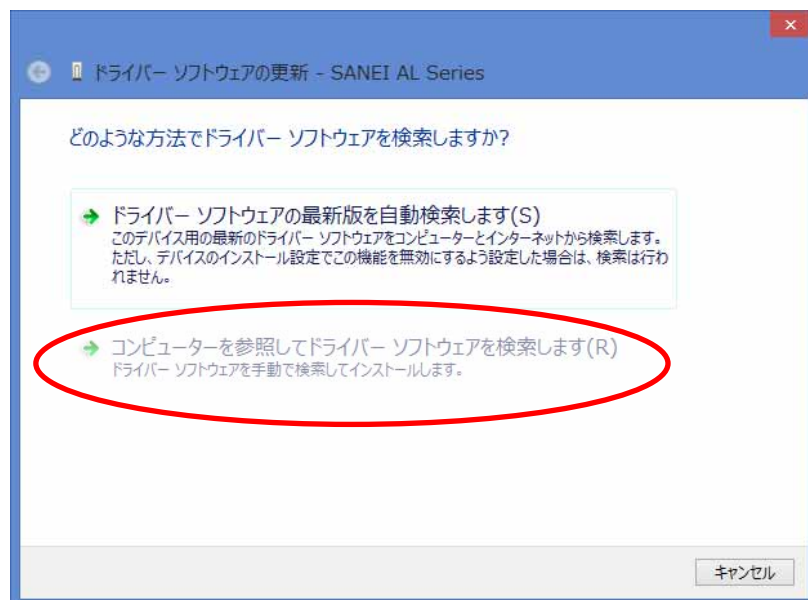 ドライバー ソフトウェアの更新 - SANEI AL Series
どのような方法でドライバー ソフトウェアを検索しますか?
ドライバー ソフトウェアの最新版を自動検索します(S)
このデバイス用の最新のドライバー ソフトウェアをコンピューターとインターネットから検索します。
ただし、デバイスのインストール設定でこの機能を無効にするよう設定した場合は、検索は行わ
れません。
コンピューターを参照してドライバー ソフトウェアを検索します(R)
ドライバー ソフトウェアを手動で検索してインストールします。
キャンセル